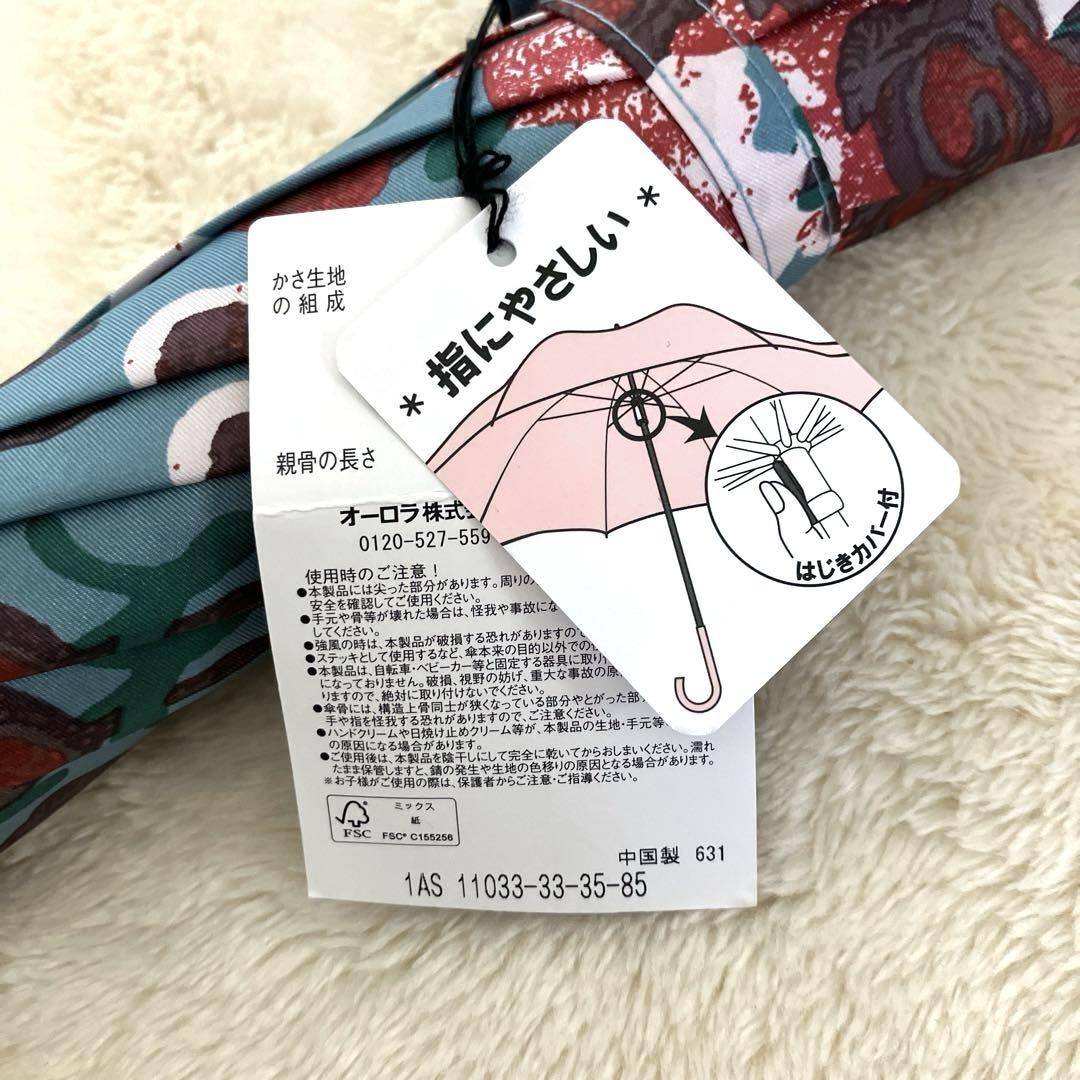 * 指にやさしい *
はじきカバー付
かさ生地
の組成
親骨の長さ
オーロラ株式
0120-527-559
使用時のご注意!
●本製品には尖った部分があります。周りの
安全を確認してご使用ください。
●手元や骨等が壊れた場合は、怪我や事故にな
してください。
●強風の時は、本製品が破損する恐れがありますので
●ステッキとして使用するなど、傘本来の目的以外での
●本製品は、自転車・ベビーカー等と固定する器具に取り
になっておりません。破損、視野の妨げ、重大な事故の原
りますので、絶対に取り付けないでください。
●傘骨には、構造上骨同士が狭くなっている部分やとがった部
手や指を怪我する恐れがありますので、ご注意ください。
●ハンドクリームや日焼け止めクリーム等が、本製品の生地・手元等
の原因になる場合があります。
●ご使用後は、本製品を陰干しにして完全に乾いてからおしまいください。濡れ
たまま保管しますと、錆の発生や生地の色移りの原因となる場合があります。
※お子様がご使用の際は、保護者からご注意・ご指導ください。
ミックス
紙
FSC
FSC® C155256
中国製 631
1AS 11033-33-35-85